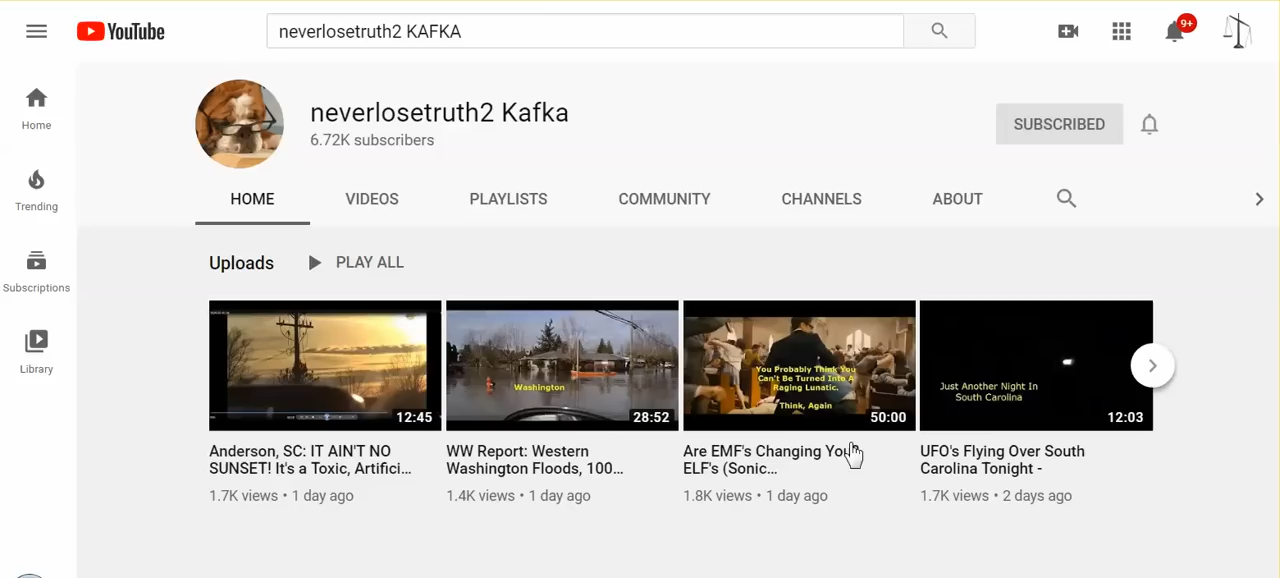 YouTube
neverlosetruth2 KAFKA
9+
Home
Trending
Subscriptions
Library
neverlosetruth2 Kafka
6.72K subscribers
SUBSCRIBED
HOME VIDEOS PLAYLISTS COMMUNITY CHANNELS ABOUT
Uploads PLAY ALL
12:45
Washington
28:52
You Probably Think You
Can't Be Turned Into A
Raging Lunatic.
Think, Again
50:00
Just Another Night In
South Carolina
12:03
Anderson, SC: IT AIN'T NO
SUNSET! It's a Toxic, Artifici...
1.7K views • 1 day ago
WW Report: Western
Washington Floods, 100...
1.4K views • 1 day ago
Are EMF's Changing You?
ELF's (Sonic...
1.8K views • 1 day ago
UFO's Flying Over South
Carolina Tonight -
1.7K views • 2 days ago